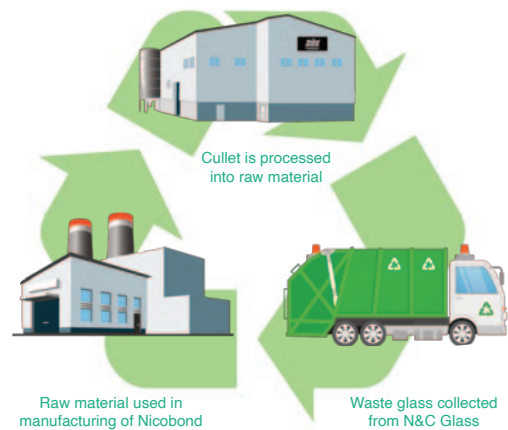 Cullet is processed
into raw material
Raw material used in
manufacturing of Nicobond
Waste glass collected
from N&C Glass